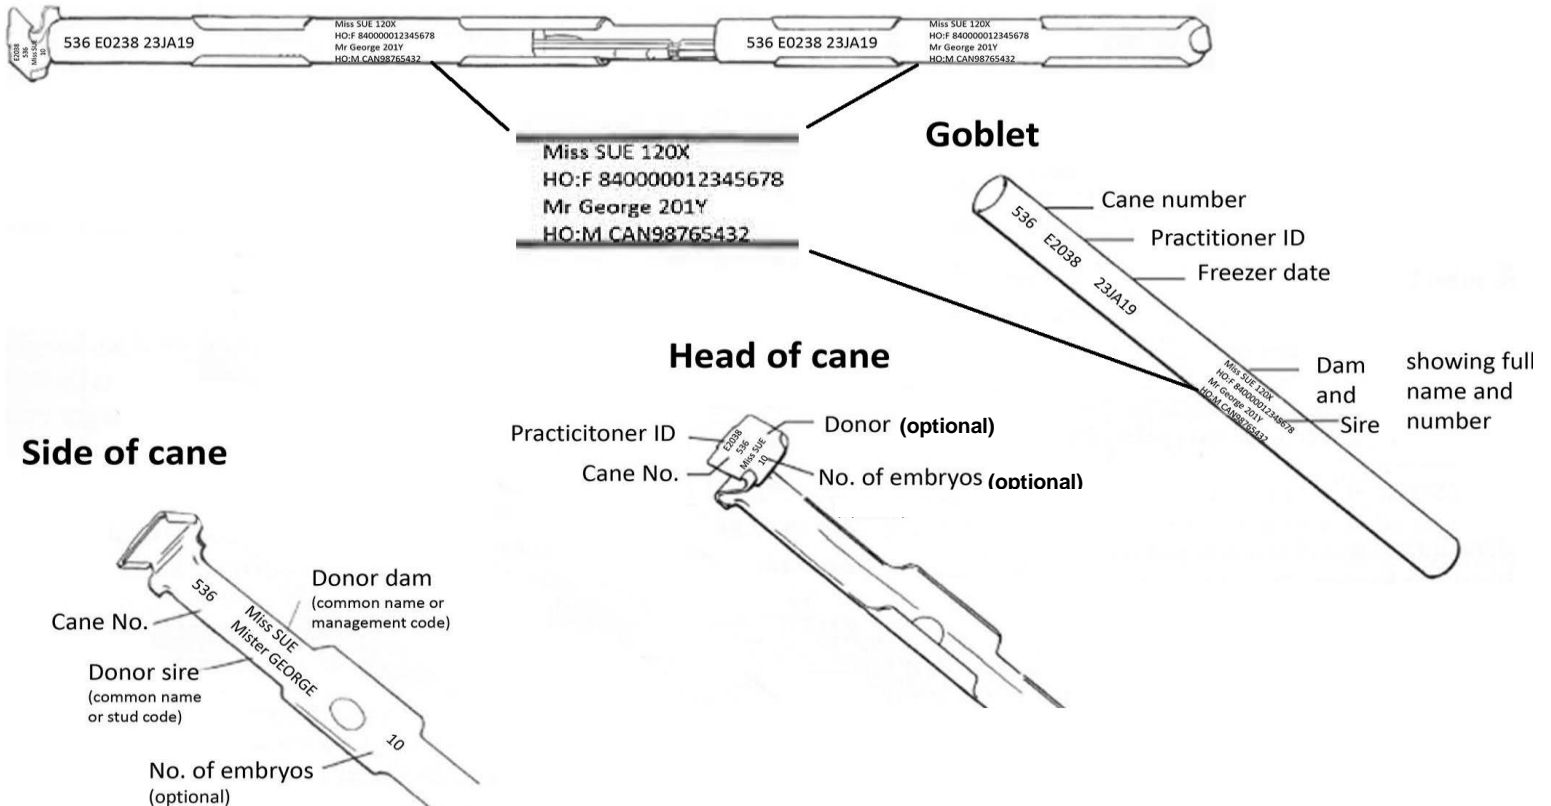 E2038
536
Miss SUE
10
536 E0238 23JA19
Miss SUE 120X
HO:F 840000012345678
Mr George 201Y
HO:M CAN98765432
536 E0238 23JA19
Miss SUE 120X
HO:F 840000012345678
Mr George 201Y
HO:M CAN98765432
Miss SUE 120X
HO:F 840000012345678
Mr George 201Y
HO:M CAN98765432
Goblet
536 E2038 23JA19
Cane number
Practitioner ID
Freezer date
Miss SUE 120X
HO:F 840000012345678
Mr George 201Y
HO:M CAN98765432
Dam
and
Sire
showing full
name and
number
Head of cane
Practicitoner ID
Cane No.
E2038
536
Miss SUE
10
Donor (optional)
No. of embryos (optional)
Side of cane
536
Miss SUE
Mister GEORGE
10
Cane No.
Donor dam
(common name or
management code)
Donor sire
(common name
or stud code)
No. of embryos
(optional)